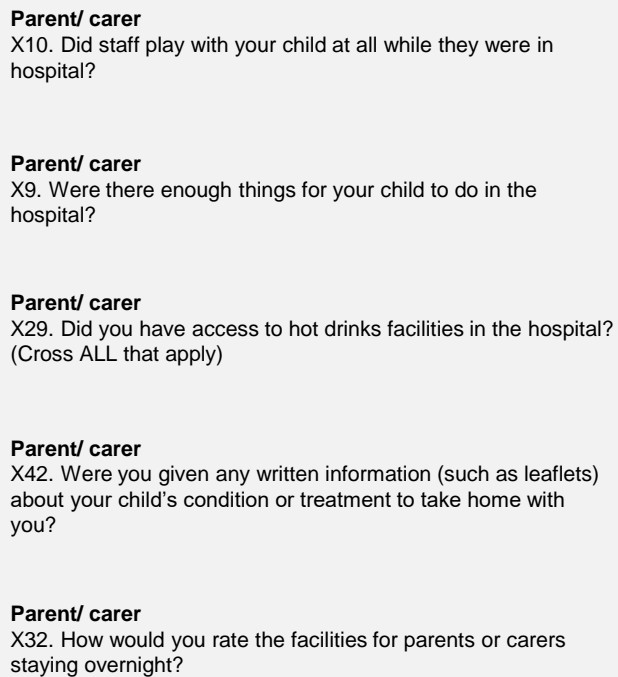 Parent/ carer
X10. Did staff play with your child at all while they were in
hospital?
Parent/ carer
X9. Were there enough things for your child to do in the
hospital?
Parent/ carer
X29. Did you have access to hot drinks facilities in the hospital?
(Cross ALL that apply)
Parent/ carer
X42. Were you given any written information (such as leaflets)
about your child’s condition or treatment to take home with
you?
Parent/ carer
X32. How would you rate the facilities for parents or carers
staying overnight?